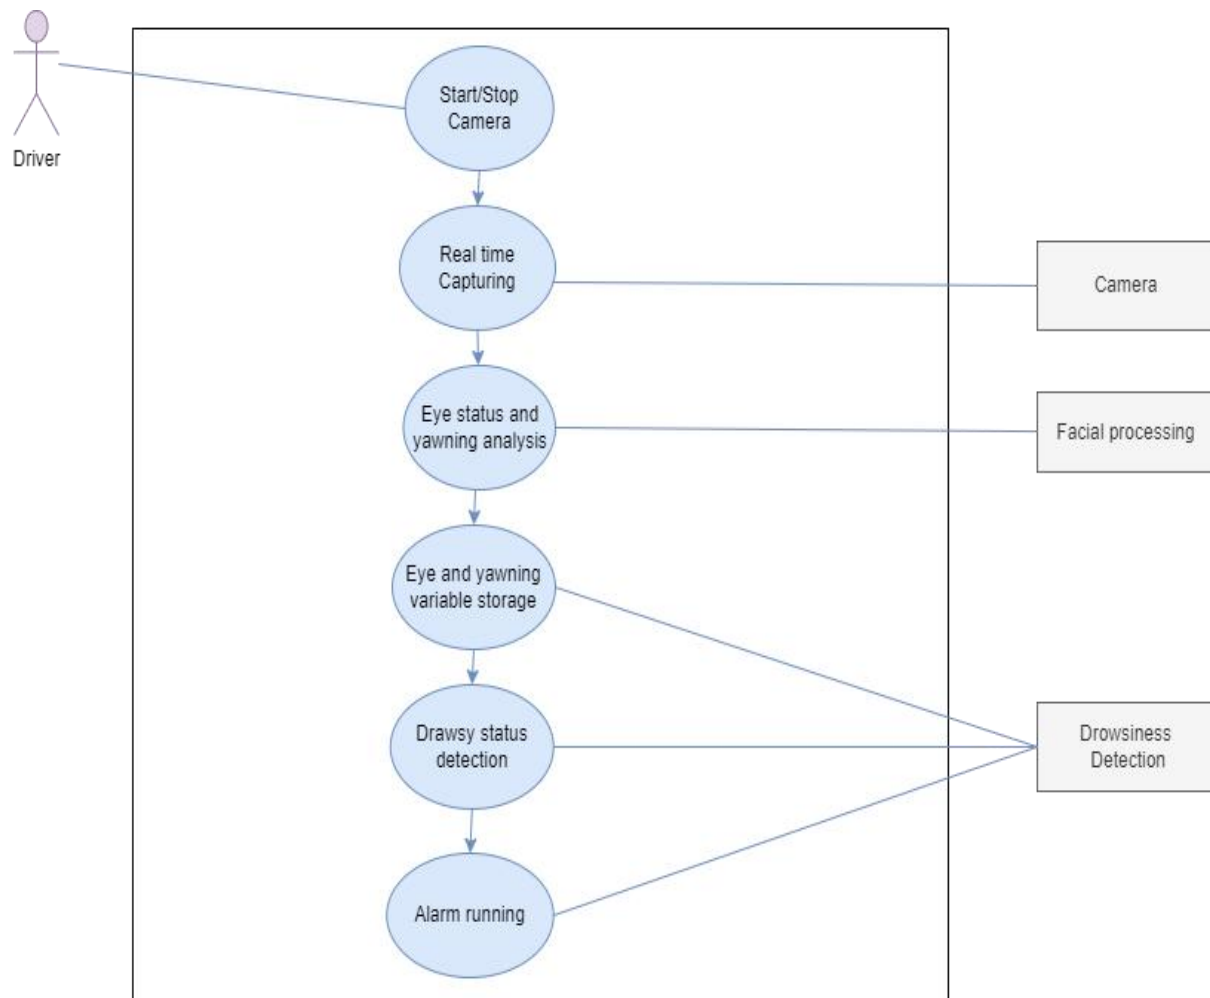 Driver
Start/Stop
Camera
Real time
Capturing
Camera
Eye status and
yawning analysis
Facial processing
Eye and yawning
variable storage
Drawsy status
detection
Drowsiness
Detection
Alarm running